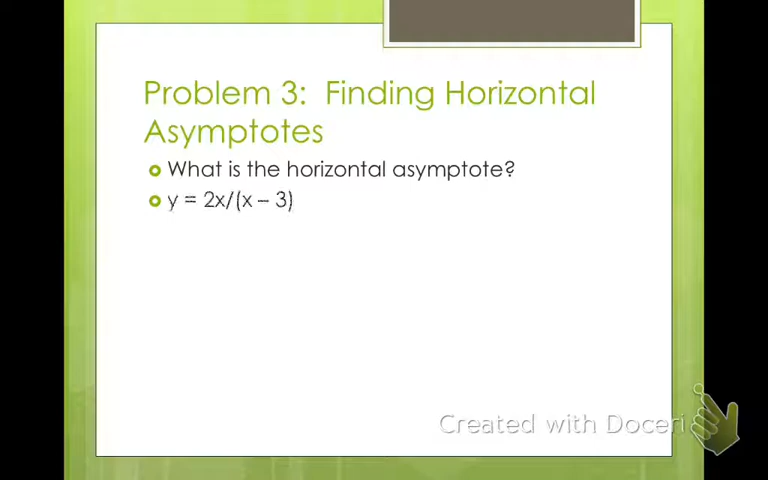 Problem 3: Finding Horizontal
Asymptotes
What is the horizontal asymptote?
y = 2x/(x – 3)
Created with Doceri